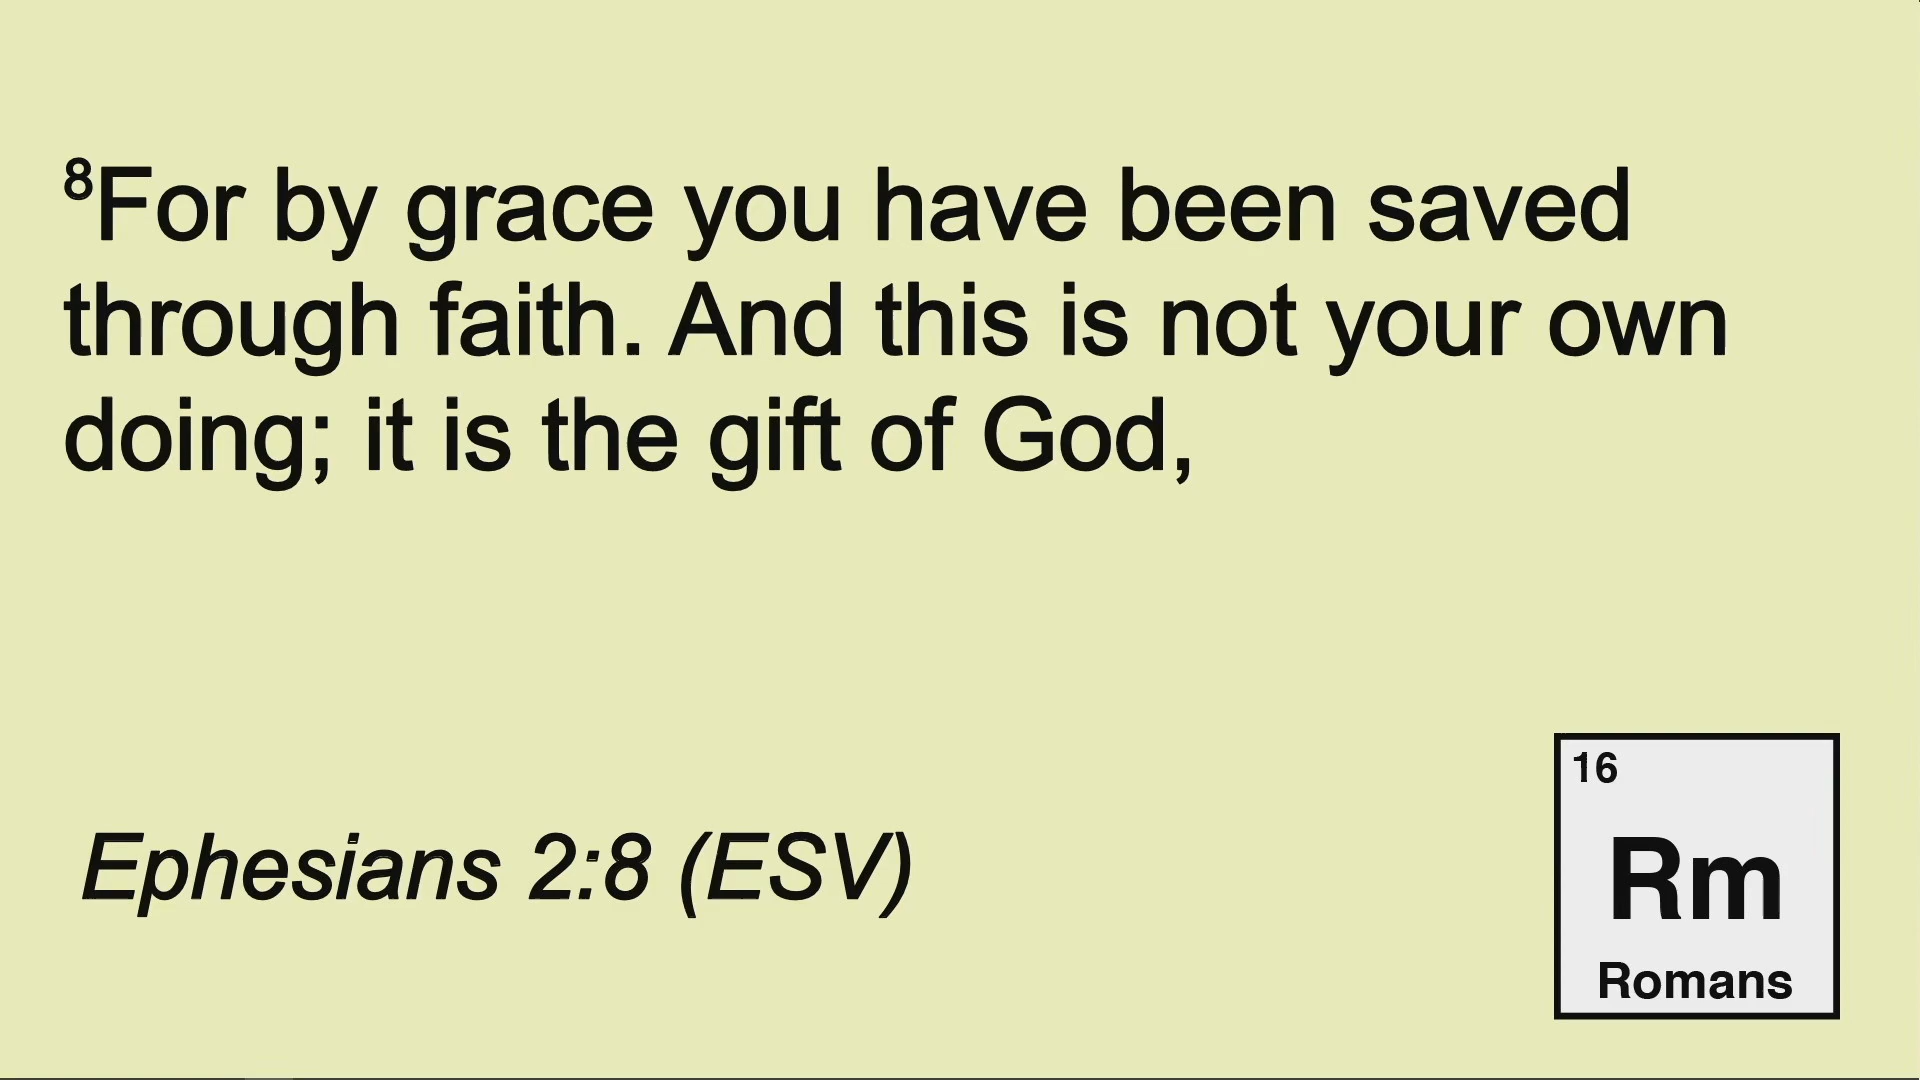 8For by grace you have been saved
through faith. And this is not your own
doing; it is the gift of God,
Ephesians 2:8 (ESV)
16
Rm
Romans